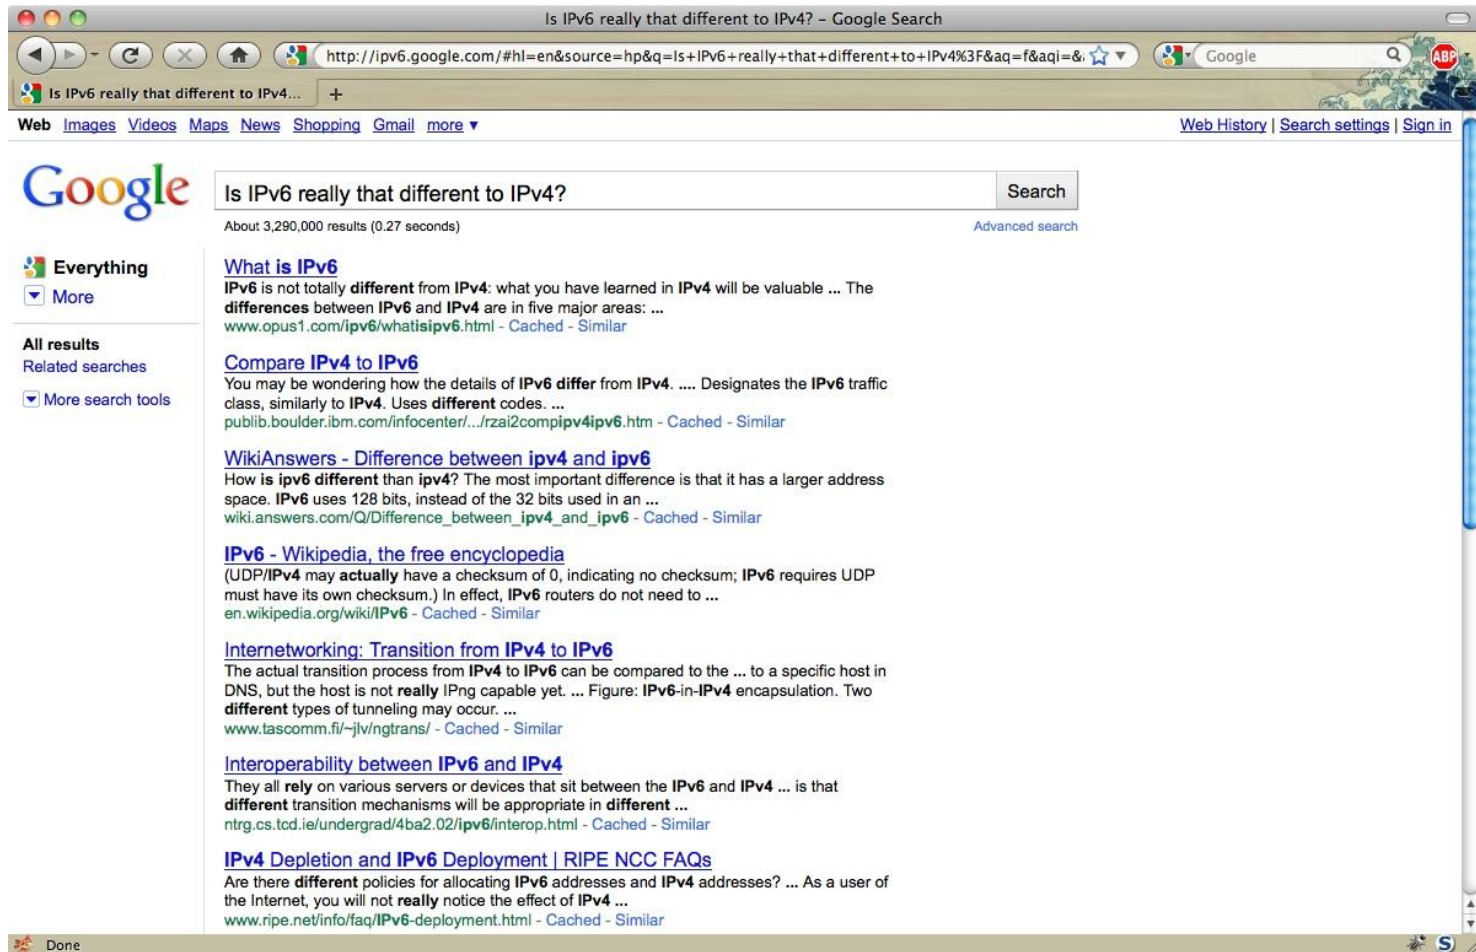 Is IPv6 really that different to IPv4? – Google Search
http://ipv6.google.com/#hl=en&source=hp&q=Is+IPv6+really+that+different+to+IPv4%3F&aq=f&aqi=&
Google
ABP
Is IPv6 really that different to IPv4...
Web Images Videos Maps News Shopping Gmail more ▼
Web History | Search settings | Sign in
Google
Is IPv6 really that different to IPv4?
Search
About 3,290,000 results (0.27 seconds)
Advanced search
Everything
More
All results
Related searches
More search tools
What is IPv6
IPv6 is not totally different from IPv4: what you have learned in IPv4 will be valuable ... The
differences between IPv6 and IPv4 are in five major areas: ...
www.opus1.com/ipv6/whatisipv6.html - Cached - Similar
Compare IPv4 to IPv6
You may be wondering how the details of IPv6 differ from IPv4. .... Designates the IPv6 traffic
class, similarly to IPv4. Uses different codes. ...
publib.boulder.ibm.com/infocenter/.../rzai2compipv4ipv6.htm - Cached - Similar
WikiAnswers - Difference between ipv4 and ipv6
How is ipv6 different than ipv4? The most important difference is that it has a larger address
space. IPv6 uses 128 bits, instead of the 32 bits used in an ...
wiki.answers.com/Q/Difference_between_ipv4_and_ipv6 - Cached - Similar
IPv6 - Wikipedia, the free encyclopedia
(UDP/IPv4 may actually have a checksum of 0, indicating no checksum; IPv6 requires UDP
must have its own checksum.) In effect, IPv6 routers do not need to ...
en.wikipedia.org/wiki/IPv6 - Cached - Similar
Internetworking: Transition from IPv4 to IPv6
The actual transition process from IPv4 to IPv6 can be compared to the ... to a specific host in
DNS, but the host is not really IPng capable yet. ... Figure: IPv6-in-IPv4 encapsulation. Two
different types of tunneling may occur. ...
www.tascomm.fi/~jlv/ngtrans/ - Cached - Similar
Interoperability between IPv6 and IPv4
They all rely on various servers or devices that sit between the IPv6 and IPv4 ... is that
different transition mechanisms will be appropriate in different ...
ntrg.cs.tcd.ie/undergrad/4ba2.02/ipv6/interop.html - Cached - Similar
IPv4 Depletion and IPv6 Deployment | RIPE NCC FAQs
Are there different policies for allocating IPv6 addresses and IPv4 addresses? ... As a user of
the Internet, you will not really notice the effect of IPv4 ...
www.ripe.net/info/faq/IPv6-deployment.html - Cached - Similar
Done
S